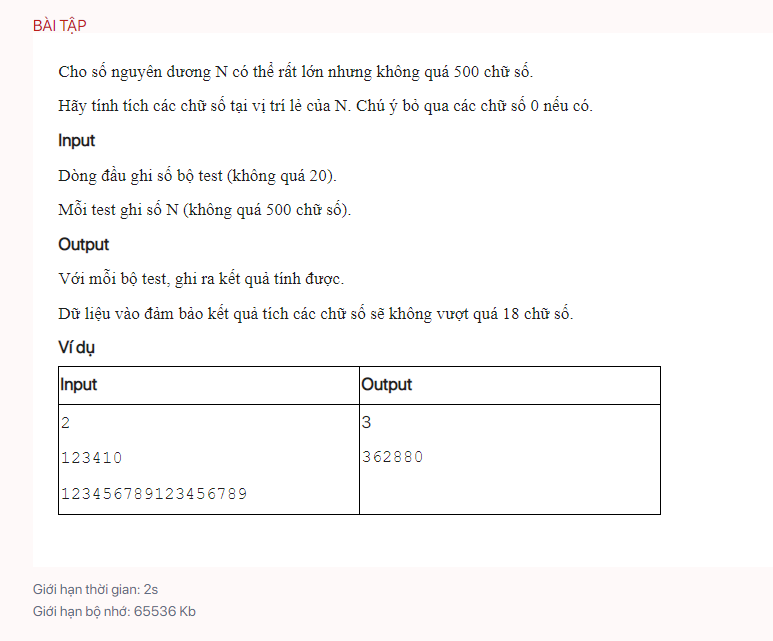 BÀI TẬP
Cho số nguyên dương N có thể rất lớn nhưng không quá 500 chữ số.
Hãy tính tích các chữ số tại vị trí lẻ của N. Chú ý bỏ qua các chữ số 0 nếu có.
Input
Dòng đầu ghi số bộ test (không quá 20).
Mỗi test ghi số N (không quá 500 chữ số).
Output
Với mỗi bộ test, ghi ra kết quả tính được.
Dữ liệu vào đảm bảo kết quả tích các chữ số sẽ không vượt quá 18 chữ số.
Ví dụ
Input Output
2 3
123410 362880
123456789123456789
Giới hạn thời gian: 2s
Giới hạn bộ nhớ: 65536 Kb